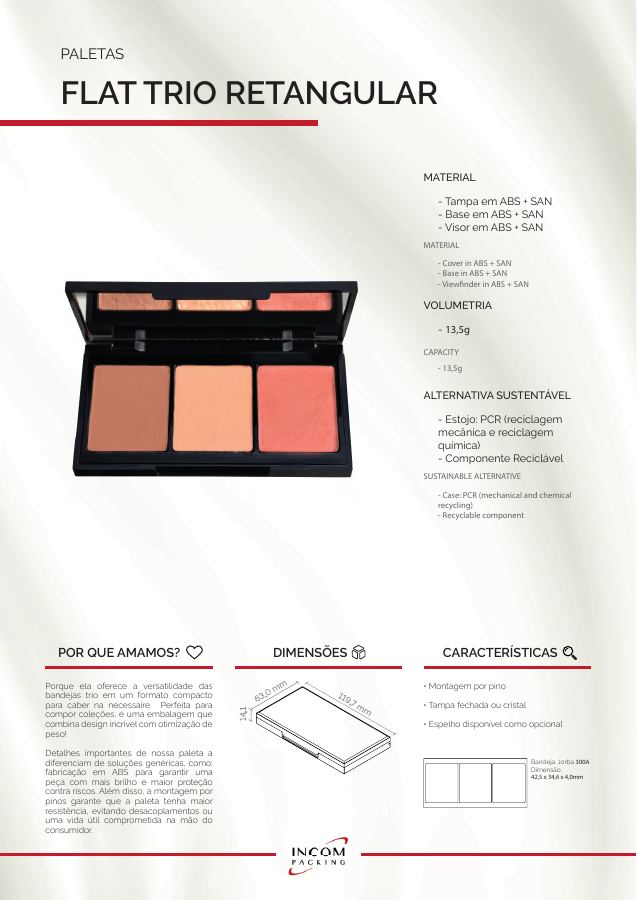 PALETAS
FLAT TRIO RETANGULAR
MATERIAL
- Tampa em ABS + SAN
- Base em ABS + SAN
- Visor em ABS + SAN
MATERIAL
- Cover in ABS + SAN
- Base in ABS + SAN
- Viewfinder in ABS + SAN
VOLUMETRIA
- 13,5g
CAPACITY
- 13,5g
ALTERNATIVA SUSTENTÁVEL
- Estojo: PCR (reciclagem
mecânica e reciclagem
química)
- Componente Reciclável
SUSTAINABLE ALTERNATIVE
- Case: PCR (mechanical and chemical
recycling)
- Recyclable component
POR QUE AMAMOS?
Porque ela oferece a versatilidade das
bandejas trio em um formato compacto
para caber na necessaire. Perfeita para
compor coleções, é uma embalagem que
combina design incrível com otimização de
peso!
Detalhes importantes de nossa paleta a
diferenciam de soluções genéricas, como:
fabricação em ABS para garantir uma
peça com mais brilho e maior proteção
contra riscos. Além disso, a montagem por
pinos garante que a paleta tenha maior
resistência, evitando desacoplamentos ou
uma vida útil comprometida na mão do
consumidor.
DIMENSÕES
63,0 mm
119,7 mm
14,1
CARACTERÍSTICAS
• Montagem por pino
• Tampa fechada ou cristal
• Espelho disponível como opcional
Bandeja: Jorba 300A
Dimensão:
42,5 x 34,6 x 4,0mm
INCOM
PACKING